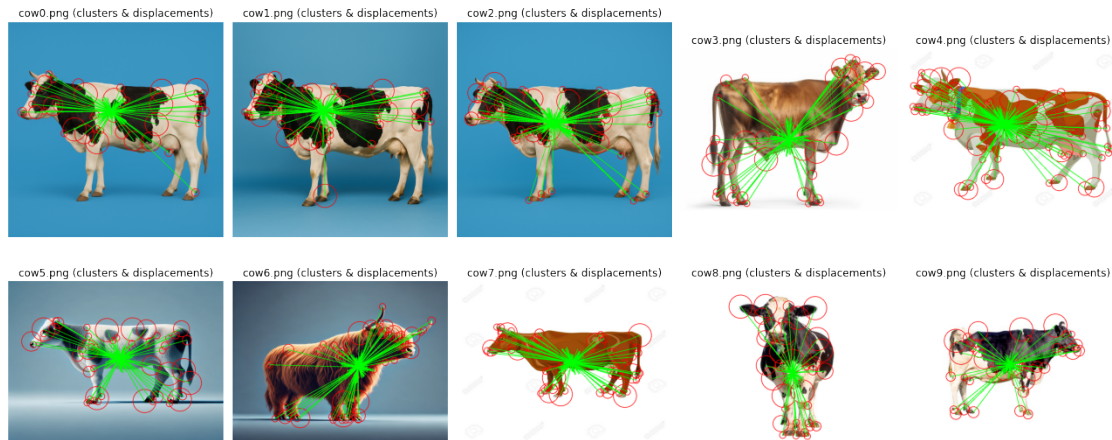 cow0.png (clusters & displacements)
cow1.png (clusters & displacements)
cow2.png (clusters & displacements)
cow3.png (clusters & displacements)
cow4.png (clusters & displacements)
cow5.png (clusters & displacements)
cow6.png (clusters & displacements)
cow7.png (clusters & displacements)
cow8.png (clusters & displacements)
cow9.png (clusters & displacements)